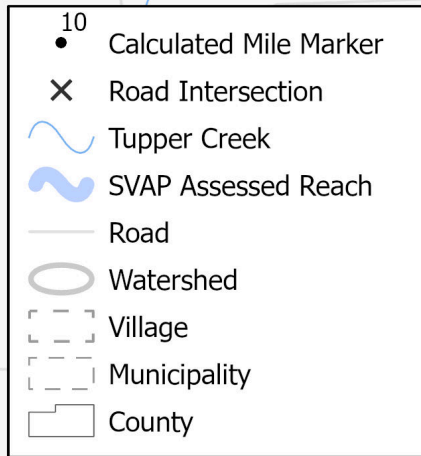 10
Calculated Mile Marker
Road Intersection
Tupper Creek
SVAP Assessed Reach
Road
Watershed
Village
Municipality
County